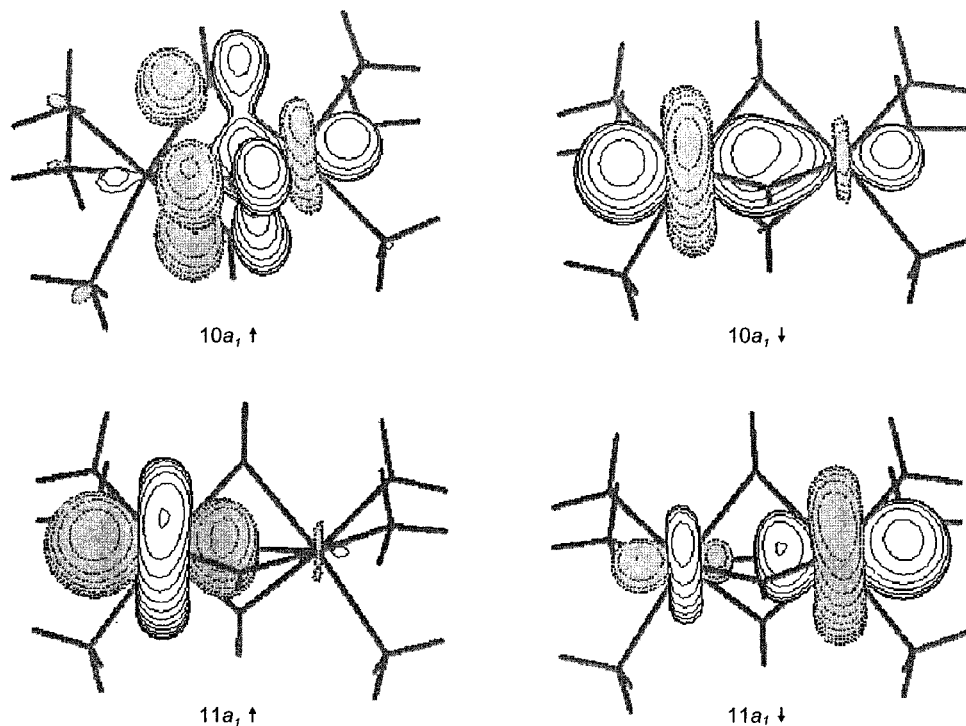 10a₁ ↑
10a₁ ↓
11a₁ ↑
11a₁ ↓